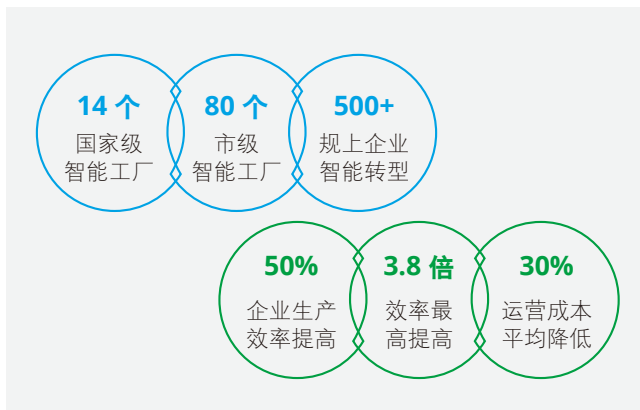 14 个
国家级
智能工厂
80 个
市级
智能工厂
500+
规上企业
智能转型
50%
企业生产
效率提高
3.8 倍
效率最
高提高
30%
运营成本
平均降低